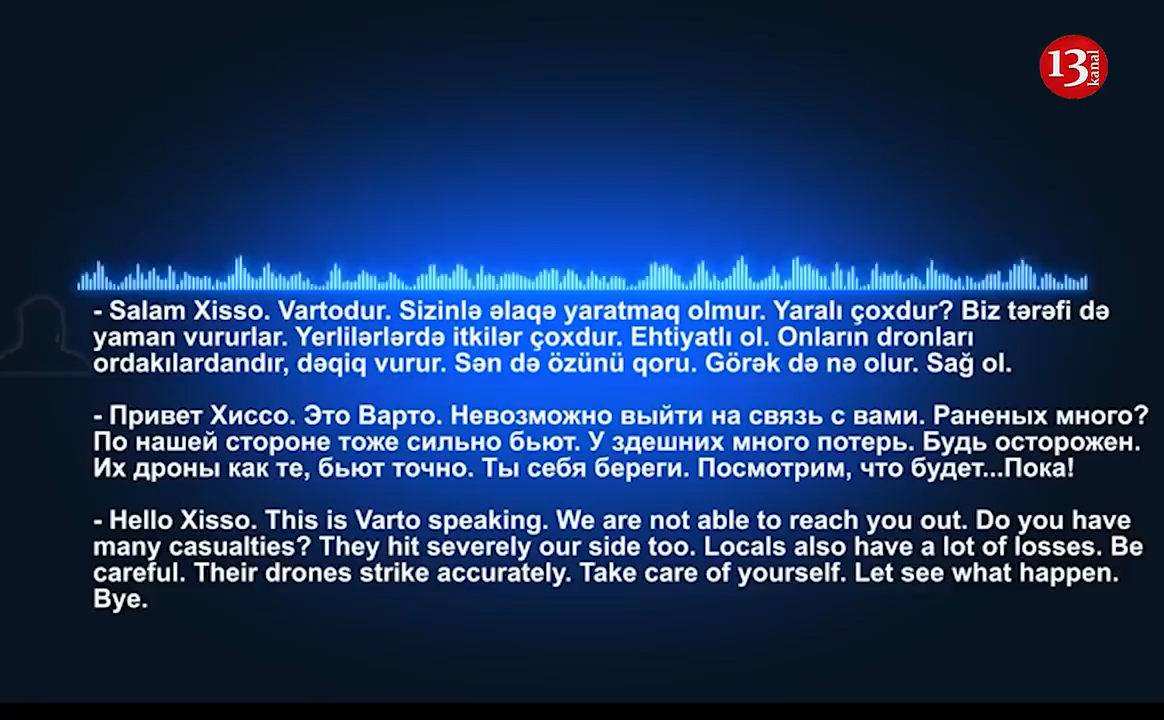 13 kanal
- Salam Xisso. Vartodur. Sizinlə əlaqə yaratmaq olmur. Yaralı çoxdur? Biz tərəfi də
yaman vururlar. Yerlilərlərdə itkilər çoxdur. Ehtiyatlı ol. Onların dronları
ordakılardandır, dəqiq vurur. Sən də özünü qoru. Görək də nə olur. Sağ ol.
- Привет Хиссо. Это Варто. Невозможно выйти на связь с вами. Раненых много?
По нашей стороне тоже сильно бьют. У здешних много потерь. Будь осторожен.
Их дроны как те, бьют точно. Ты себя береги. Посмотрим, что будет...Пока!
- Hello Xisso. This is Varto speaking. We are not able to reach you out. Do you have
many casualties? They hit severely our side too. Locals also have a lot of losses. Be
careful. Their drones strike accurately. Take care of yourself. Let see what happen.
Bye.